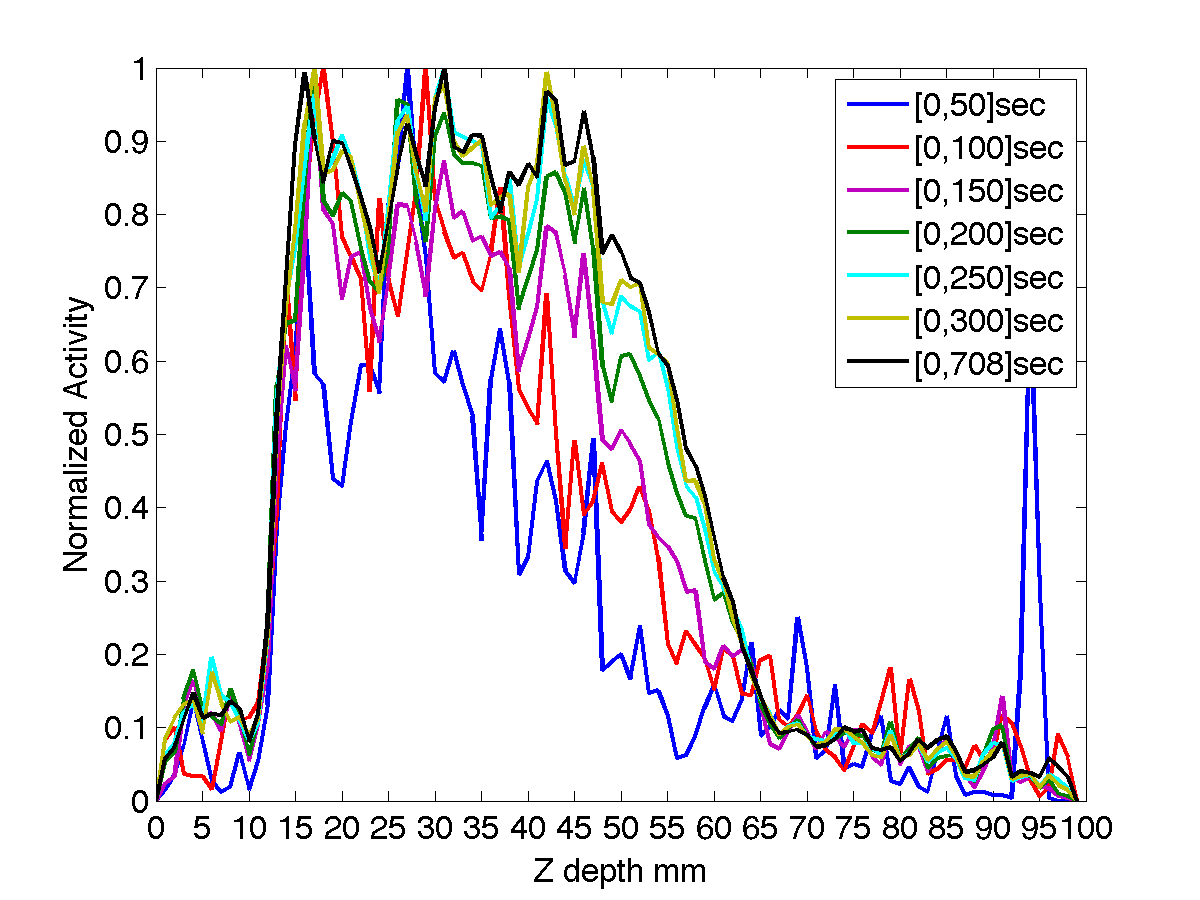 1
0.9
0.8
0.7
0.6
0.5
0.4
0.3
0.2
0.1
0
Normalized Activity
[0,50]sec
[0,100]sec
[0,150]sec
[0,200]sec
[0,250]sec
[0,300]sec
[0,708]sec
0 5 10 15 20 25 30 35 40 45 50 55 60 65 70 75 80 85 90 95 100
Z depth mm